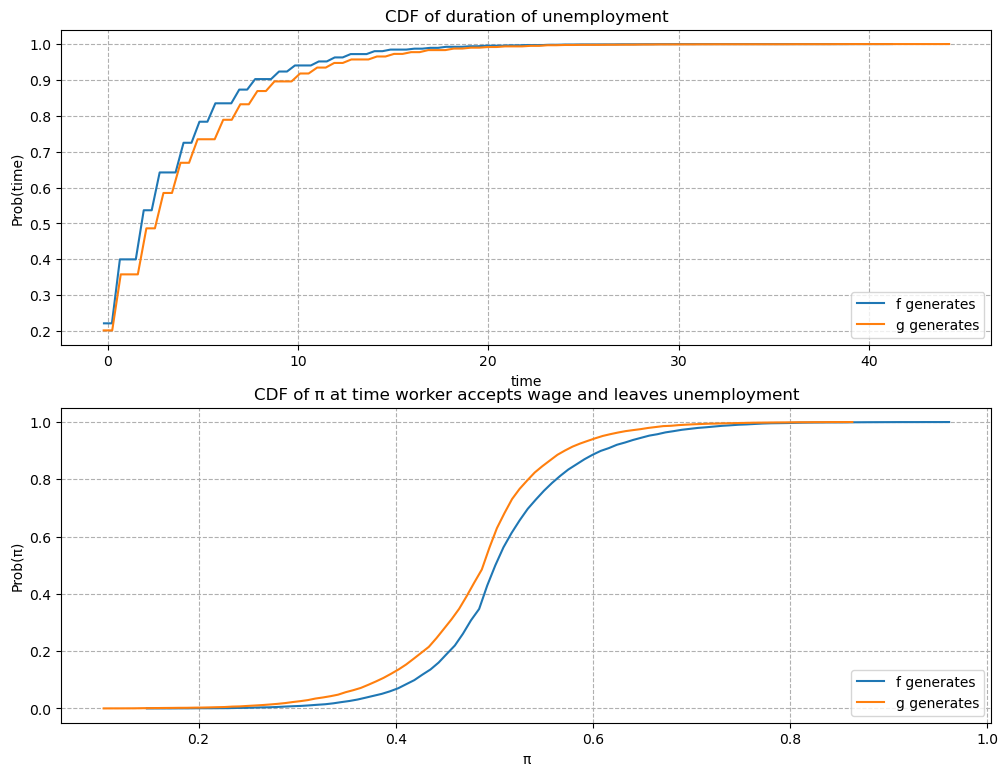 CDF of duration of unemployment
1.0
0.9
0.8
0.7
0.6
0.5
0.4
0.3
0.2
Prob(time)
0 10 20 30 40
time
f generates
g generates
CDF of π at time worker accepts wage and leaves unemployment
1.0
0.8
0.6
0.4
0.2
0.0
Prob(π)
0.2 0.4 0.6 0.8 1.0
π
f generates
g generates